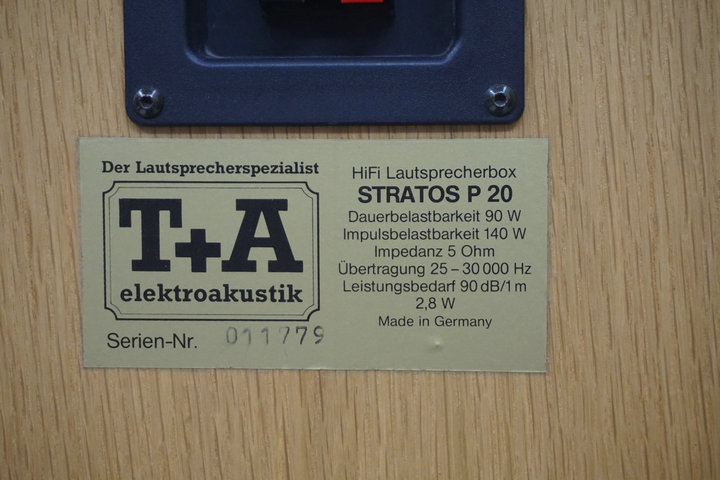 Der Lautsprecherspezialist
T+A
elektroakustik
Serien-Nr. 011779
HiFi Lautsprecherbox
STRATOS P 20
Dauerbelastbarkeit 90 W
Impulsbelastbarkeit 140 W
Impedanz 5 Ohm
Übertragung 25 – 30 000 Hz
Leistungsbedarf 90 dB/1 m
2,8 W
Made in Germany